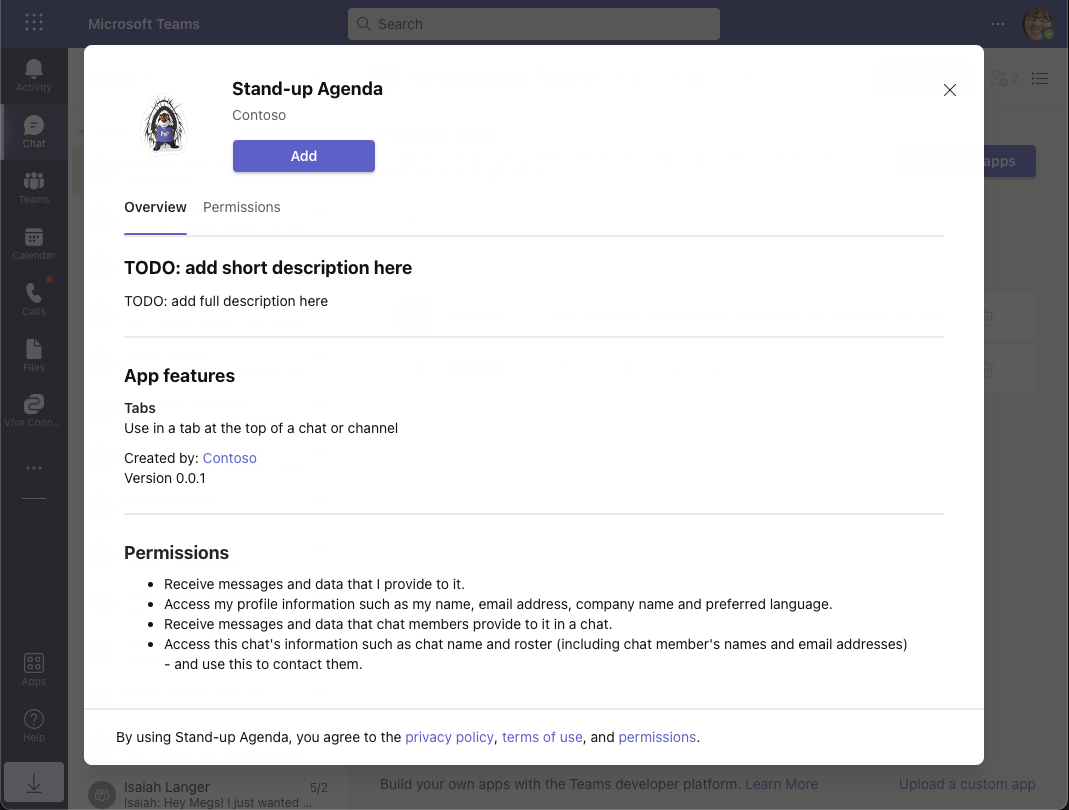 Microsoft Teams
Search
Activity
Chat
Teams
Calendar
Calls
Files
Viva Conn...
Apps
Help
2
apps
Stand-up Agenda
Contoso
Add
Overview
Permissions
TODO: add short description here
TODO: add full description here
App features
Tabs
Use in a tab at the top of a chat or channel
Created by: Contoso
Version 0.0.1
Permissions
Receive messages and data that I provide to it.
Access my profile information such as my name, email address, company name and preferred language.
Receive messages and data that chat members provide to it in a chat.
Access this chat's information such as chat name and roster (including chat member's names and email addresses)
- and use this to contact them.
By using Stand-up Agenda, you agree to the privacy policy, terms of use, and permissions.
Isaiah Langer 5/2
Isaiah: Hey Megs! I just wanted ...
Build your own apps with the Teams developer platform. Learn More
Upload a custom app